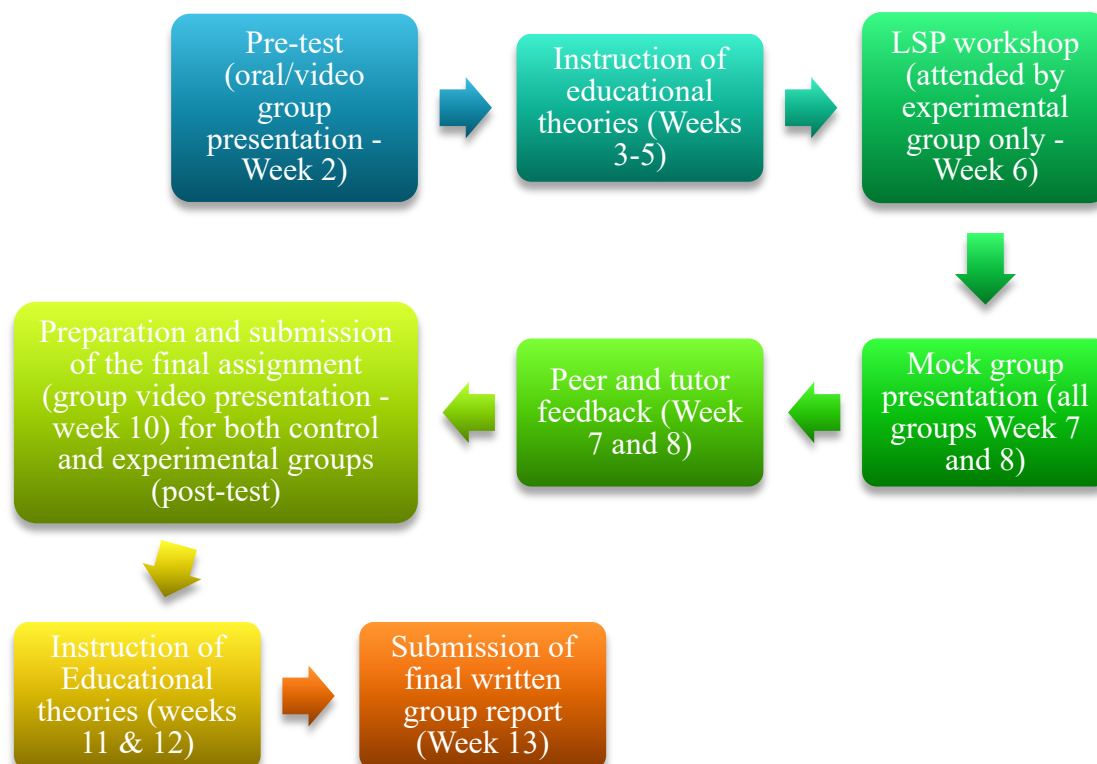 Pre-test
(oral/video
group
presentation -
Week 2)
Instruction of
educational
theories (Weeks
3-5)
LSP workshop
(attended by
experimental
group only -
Week 6)
Mock group
presentation (all
groups Week 7
and 8)
Peer and tutor
feedback (Week
7 and 8)
Preparation and submission
of the final assignment
(group video presentation -
week 10) for both control
and experimental groups
(post-test)
Instruction of
Educational
theories (weeks
11 & 12)
Submission of
final written
group report
(Week 13)